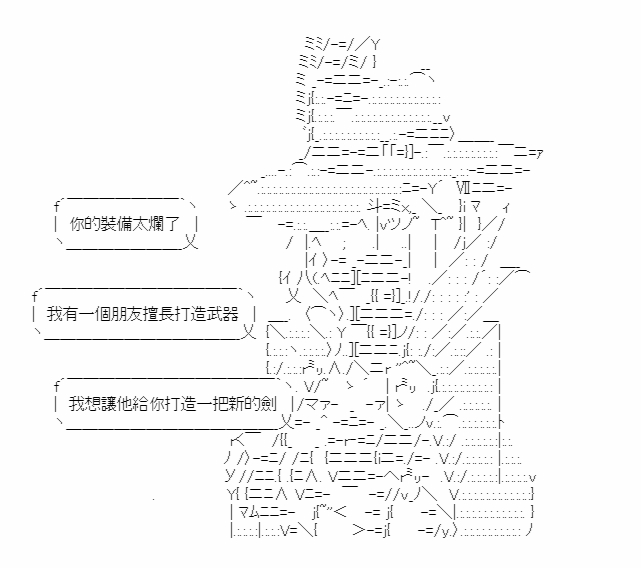 你的裝備太爛了
我有一個朋友擅長打造武器
我想讓他給你打造一把新的劍